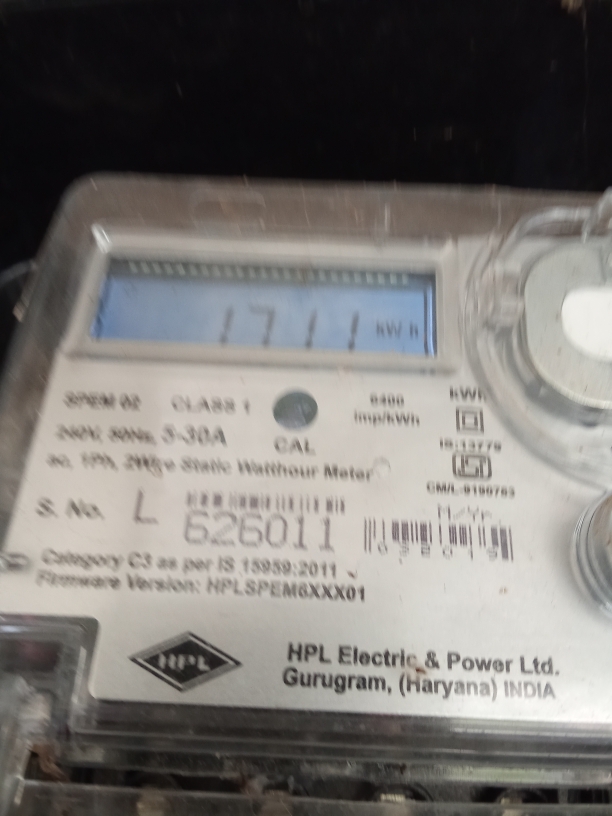 1711 kWh
SPEM 02 CLASS 1
6400
imp/kWh
kWh
240V, 50Hz, 5-30A
CAL
IS:13779
ac, 1Ph, 2Wire Static Watthour Meter
S. No. L 626011
M/Yr.
Category C3 as per IS 15959:2011
Firmware Version: HPLSPEM6XXX01
HPL
HPL Electric & Power Ltd.
Gurugram, (Haryana) INDIA